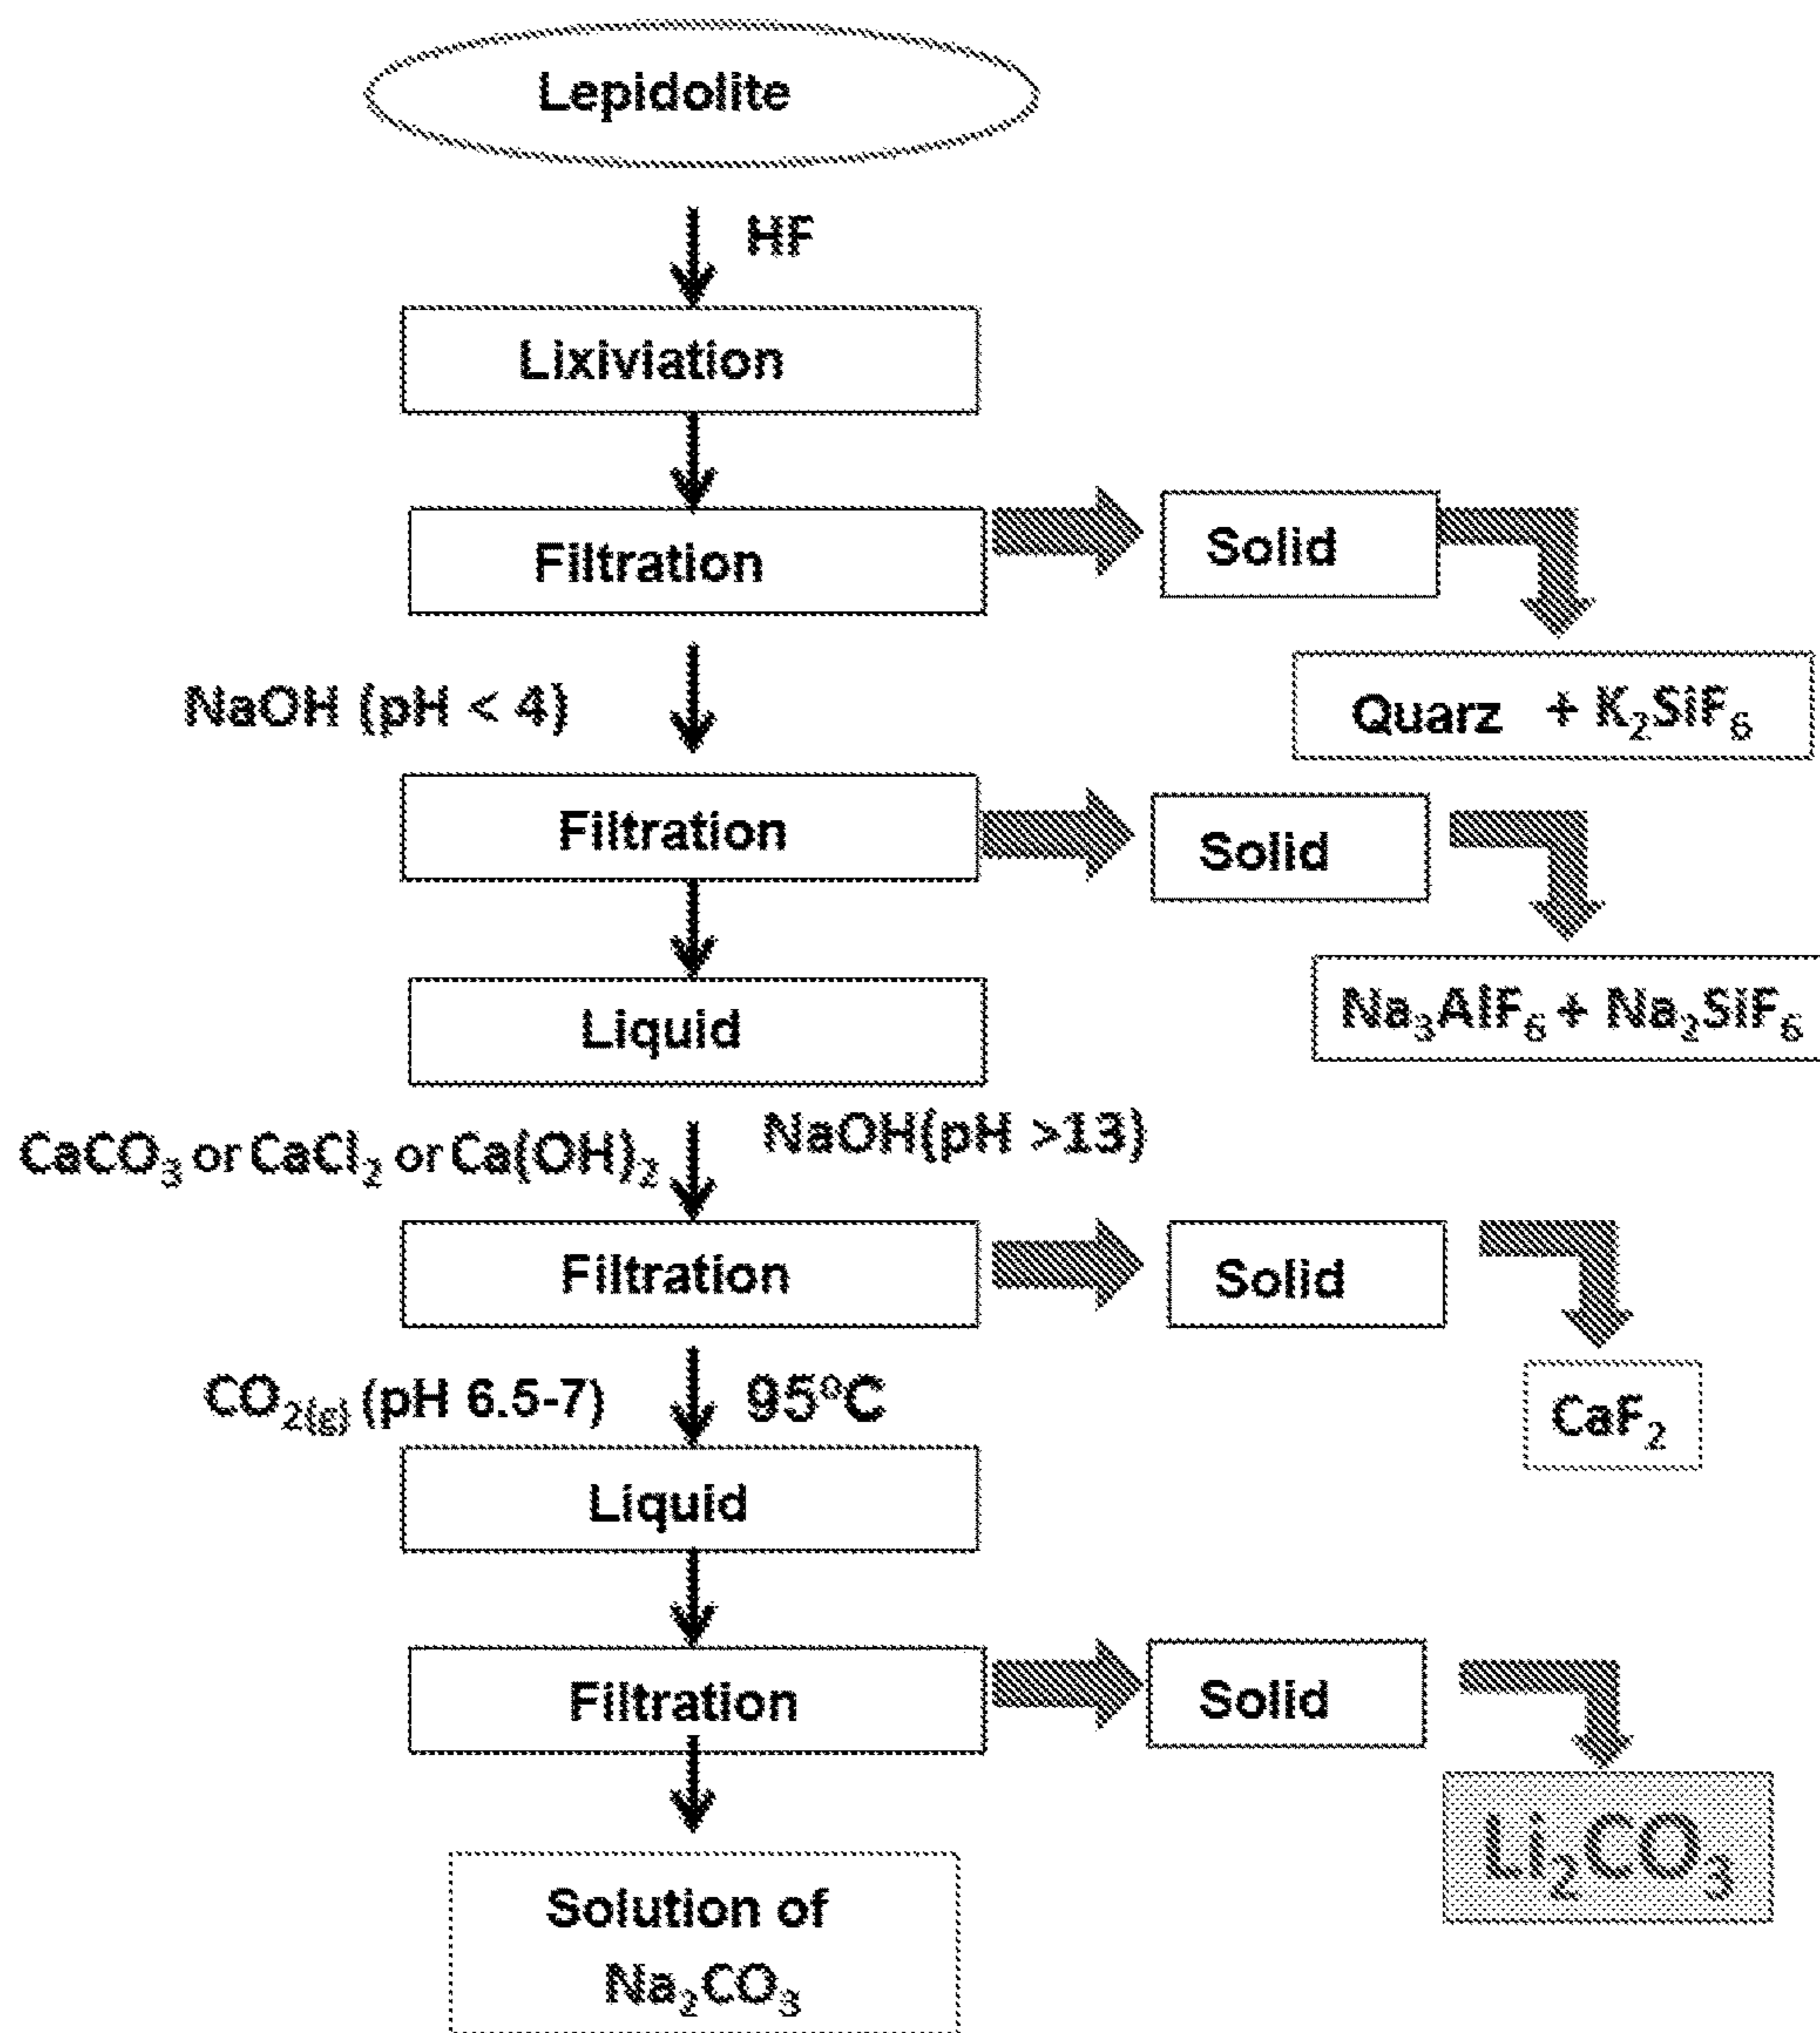 Lepidolite
HF
Lixiviation
Filtration
Solid
NaOH (pH < 4)
Quarz + K₂SiF₆
Filtration
Solid
Liquid
Na₃AlF₆ + Na₂SiF₆
CaCO₃ or CaCl₂ or Ca(OH)₂
NaOH(pH >13)
Filtration
Solid
CO₂(g) (pH 6.5-7)
95°C
CaF₂
Liquid
Filtration
Solid
Li₂CO₃
Solution of
Na₂CO₃